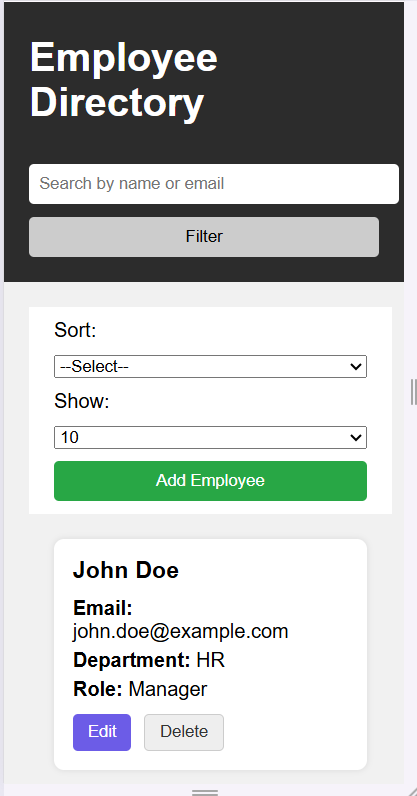 Employee
Directory
Search by name or email
Filter
Sort:
--Select--
Show:
10
Add Employee
John Doe
Email:
john.doe@example.com
Department: HR
Role: Manager
Edit Delete